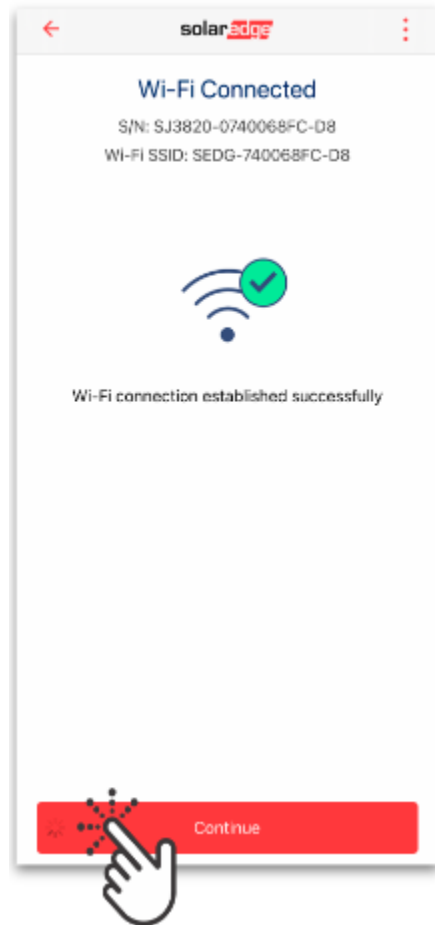 solaredge
Wi-Fi Connected
S/N: SJ3820-0740068FC-D8
Wi-Fi SSID: SEDG-740068FC-D8
Wi-Fi connection established successfully
Continue